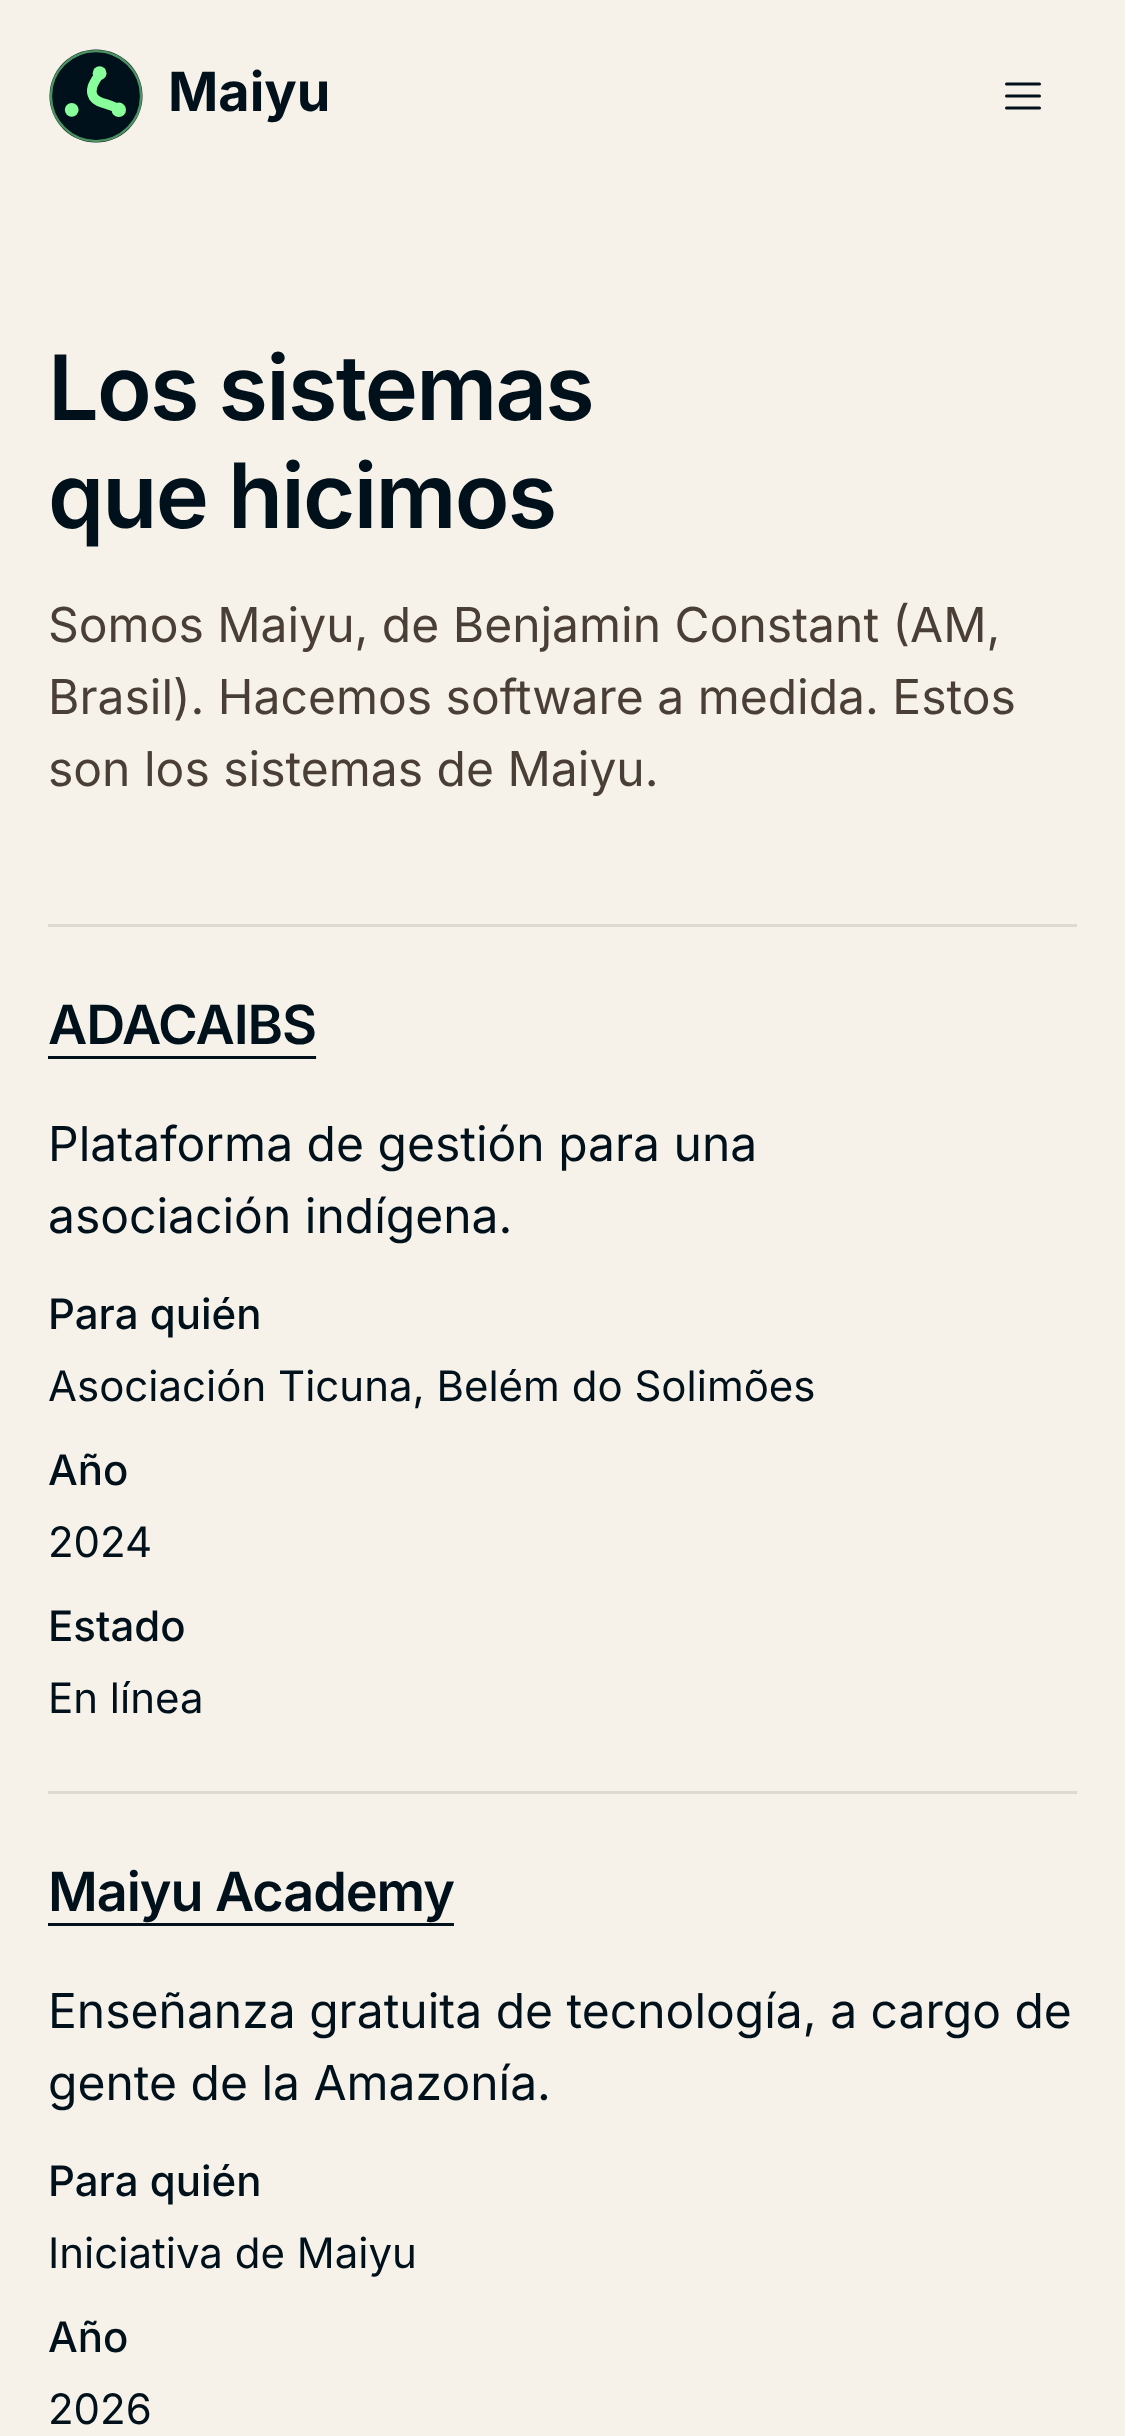 Maiyu
Los sistemas
que hicimos
Somos Maiyu, de Benjamin Constant (AM,
Brasil). Hacemos software a medida. Estos
son los sistemas de Maiyu.
ADACAIBS
Plataforma de gestión para una
asociación indígena.
Para quién
Asociación Ticuna, Belém do Solimões
Año
2024
Estado
En línea
Maiyu Academy
Enseñanza gratuita de tecnología, a cargo de
gente de la Amazonía.
Para quién
Iniciativa de Maiyu
Año
2026